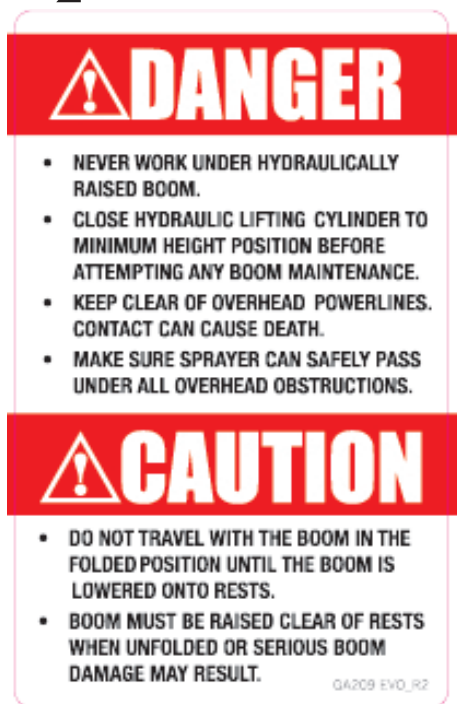 DANGER
• NEVER WORK UNDER HYDRAULICALLY
RAISED BOOM.
• CLOSE HYDRAULIC LIFTING CYLINDER TO
MINIMUM HEIGHT POSITION BEFORE
ATTEMPTING ANY BOOM MAINTENANCE.
• KEEP CLEAR OF OVERHEAD POWERLINES.
CONTACT CAN CAUSE DEATH.
• MAKE SURE SPRAYER CAN SAFELY PASS
UNDER ALL OVERHEAD OBSTRUCTIONS.
CAUTION
• DO NOT TRAVEL WITH THE BOOM IN THE
FOLDED POSITION UNTIL THE BOOM IS
LOWERED ONTO RESTS.
• BOOM MUST BE RAISED CLEAR OF RESTS
WHEN UNFOLDED OR SERIOUS BOOM
DAMAGE MAY RESULT.
GA209 EVO_R2